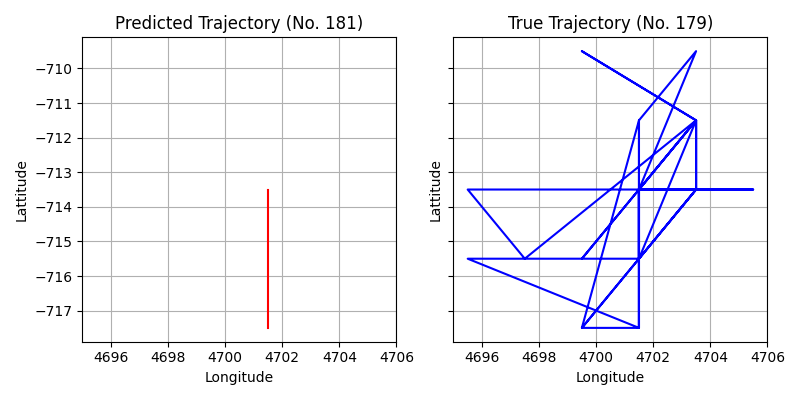 Predicted Trajectory (No. 181)
True Trajectory (No. 179)
−710
−711
−712
−713
−714
−715
−716
−717
Lattitude
Lattitude
4696 4698 4700 4702 4704 4706
4696 4698 4700 4702 4704 4706
Longitude
Longitude